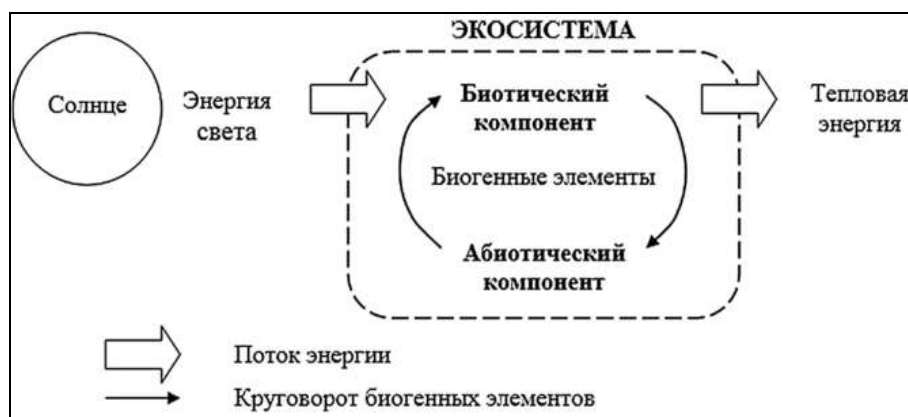 ЭКОСИСТЕМА
Солнце
Энергия
света
Биотический
компонент
Тепловая
энергия
Биогенные элементы
Абиотический
компонент
Поток энергии
Круговорот биогенных элементов